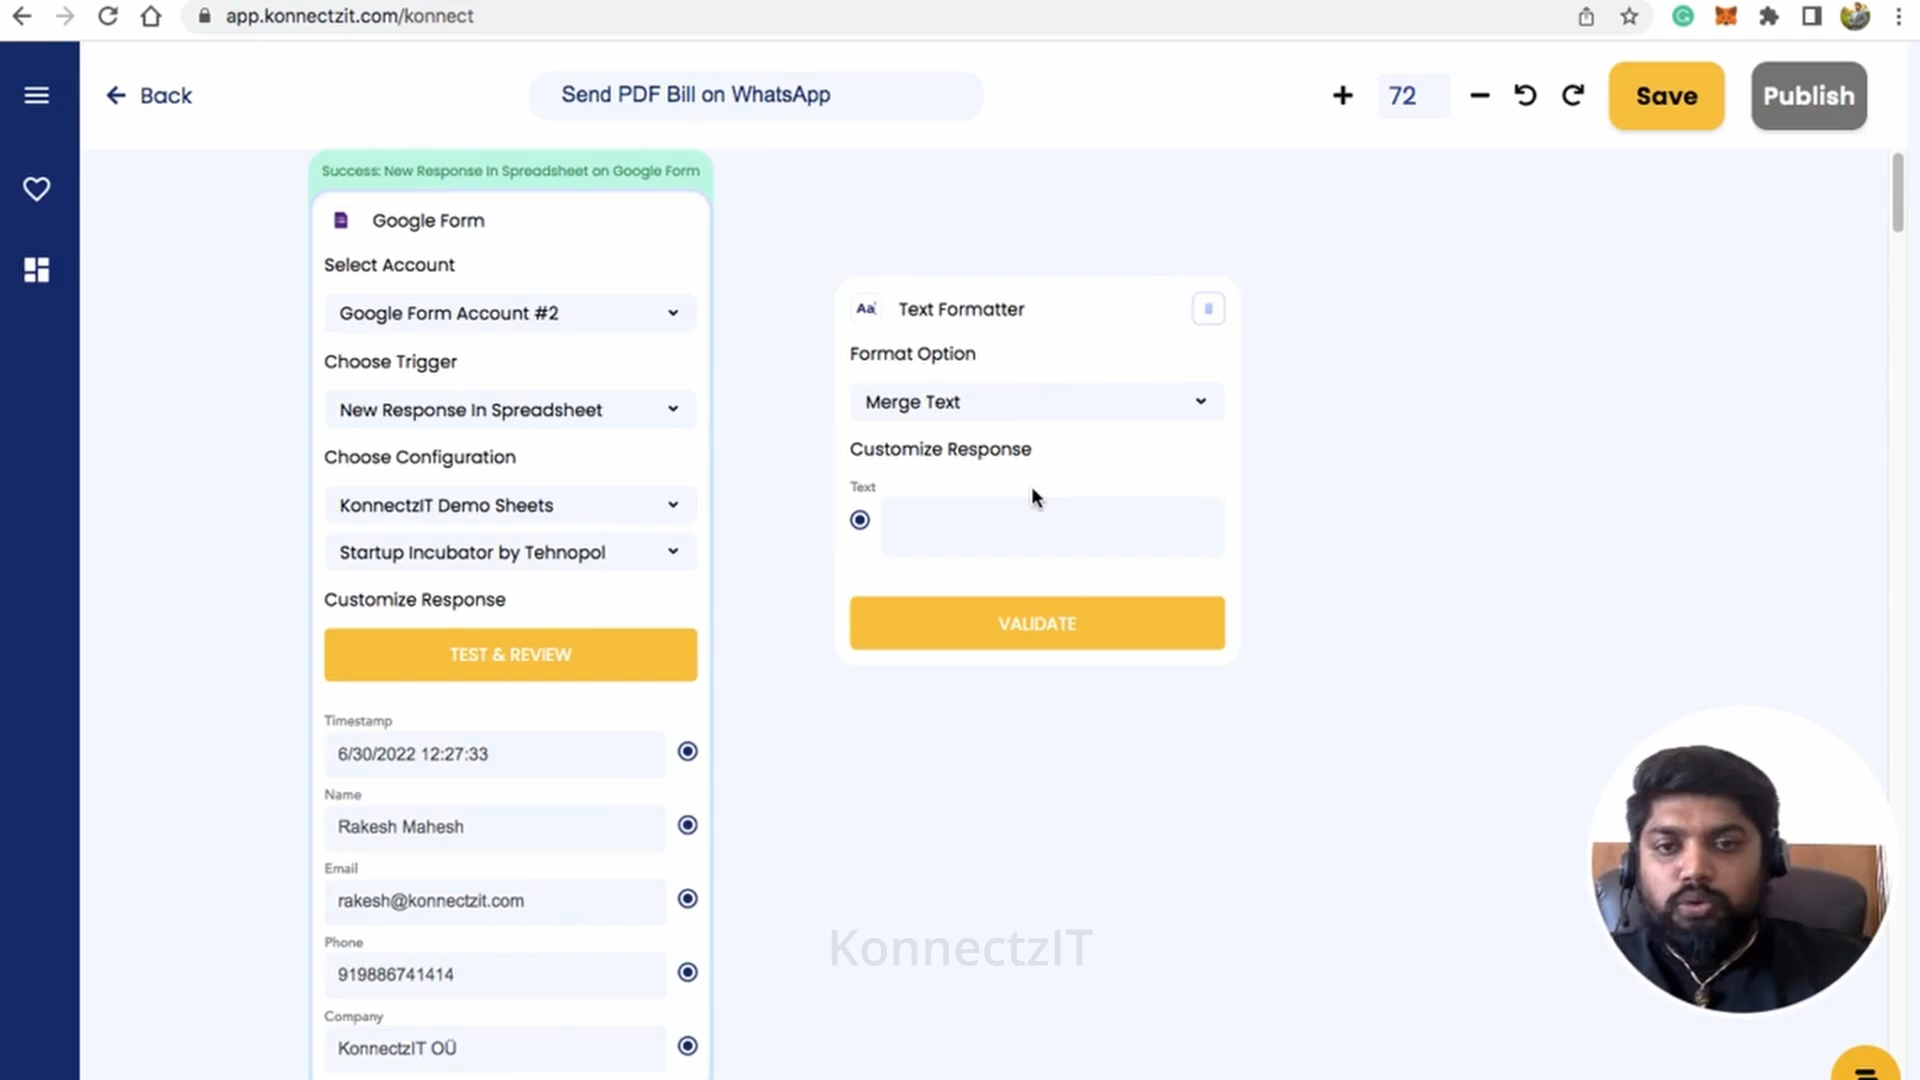 app.konnectzit.com/konnect
Back
Send PDF Bill on WhatsApp
72
Save
Publish
Success: New Response In Spreadsheet on Google Form
Google Form
Select Account
Google Form Account #2
Choose Trigger
New Response In Spreadsheet
Choose Configuration
KonnectzIT Demo Sheets
Startup Incubator by Tehnopol
Customize Response
TEST & REVIEW
Timestamp
6/30/2022 12:27:33
Name
Rakesh Mahesh
Email
rakesh@konnectzit.com
Phone
919886741414
Company
KonnectzIT OÜ
Aa
Text Formatter
Format Option
Merge Text
Customize Response
Text
VALIDATE
KonnectzIT